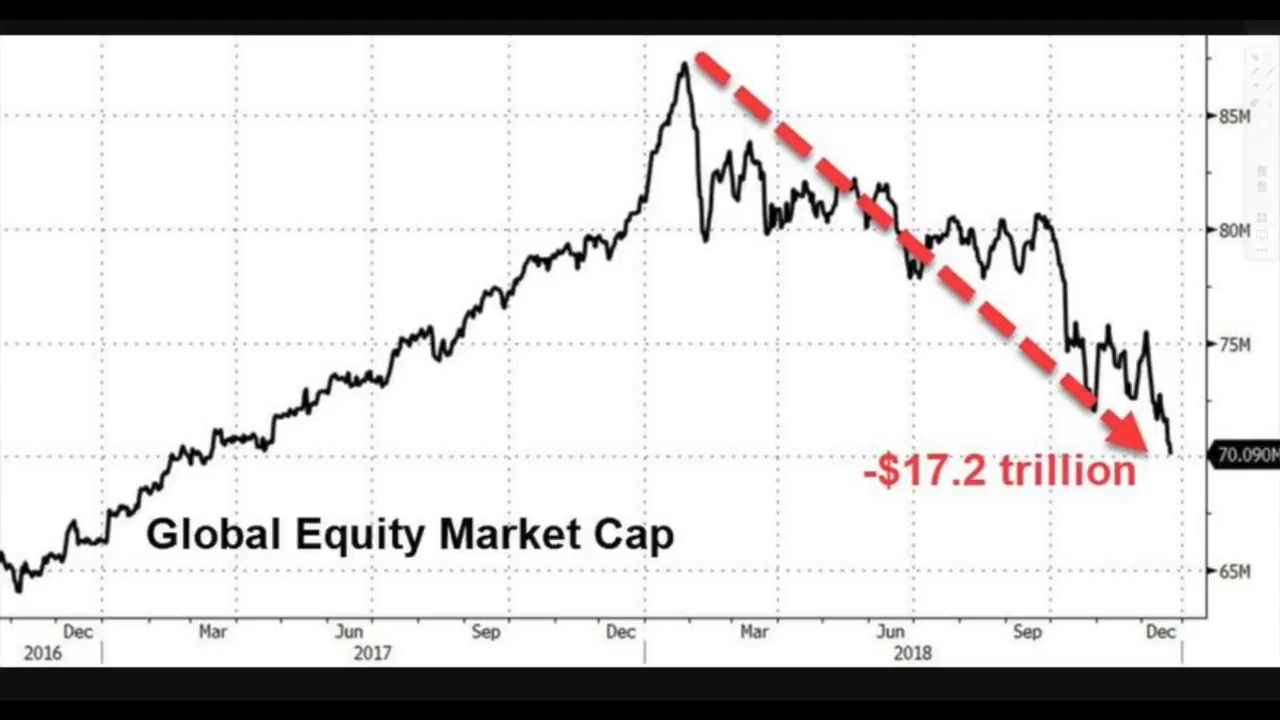 85M
80M
75M
70.090M
-$17.2 trillion
Global Equity Market Cap
65M
Dec Mar Jun Sep Dec Mar Jun Sep Dec
2016 2017 2018